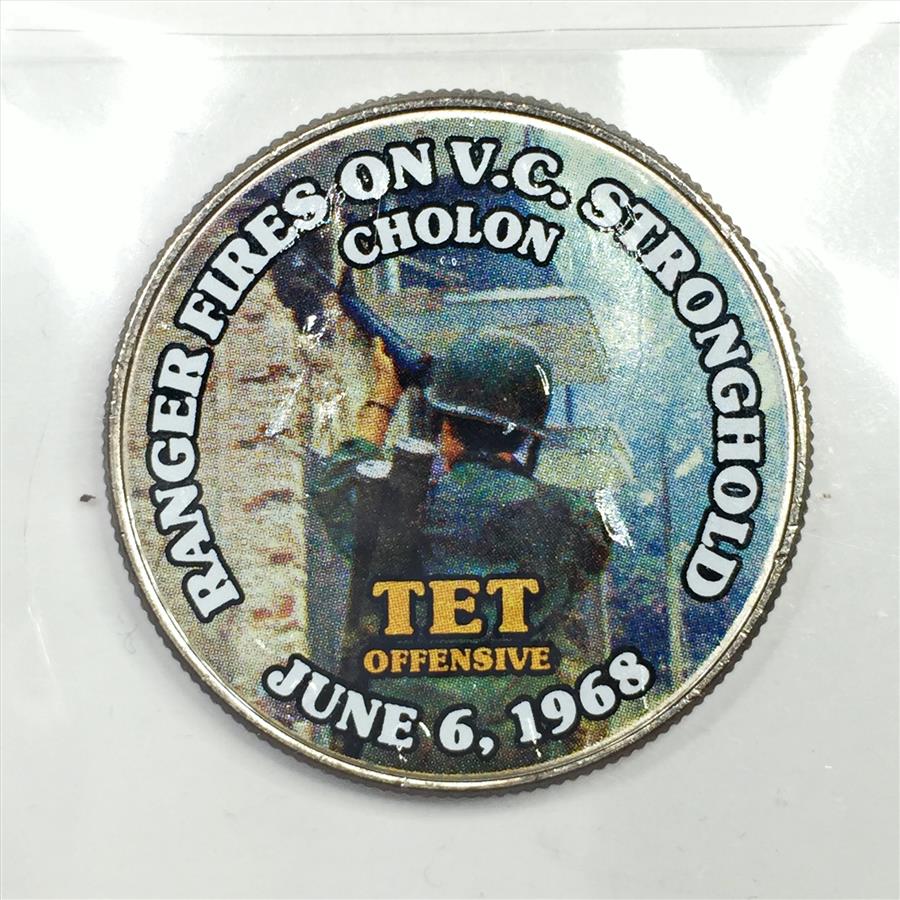 RANGER FIRES ON V.C. STRONGHOLD
CHOLON
TET
OFFENSIVE
JUNE 6, 1968